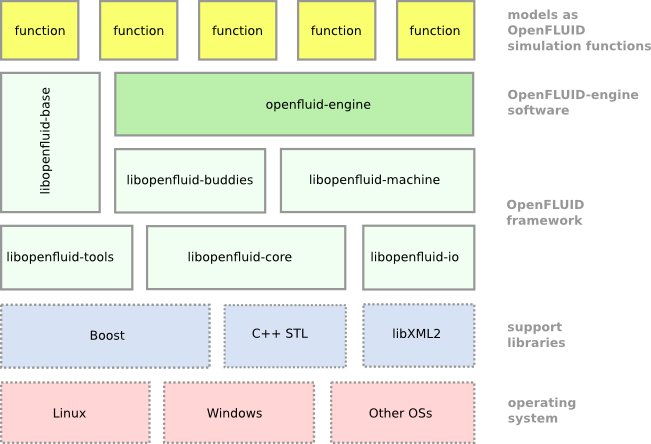 function function function function function
models as
OpenFLUID
simulation functions
libopenfluid-base
openfluid-engine
OpenFLUID-engine
software
libopenfluid-buddies libopenfluid-machine
OpenFLUID
framework
libopenfluid-tools libopenfluid-core libopenfluid-io
Boost C++ STL libXML2
support
libraries
Linux Windows Other OSs
operating
system